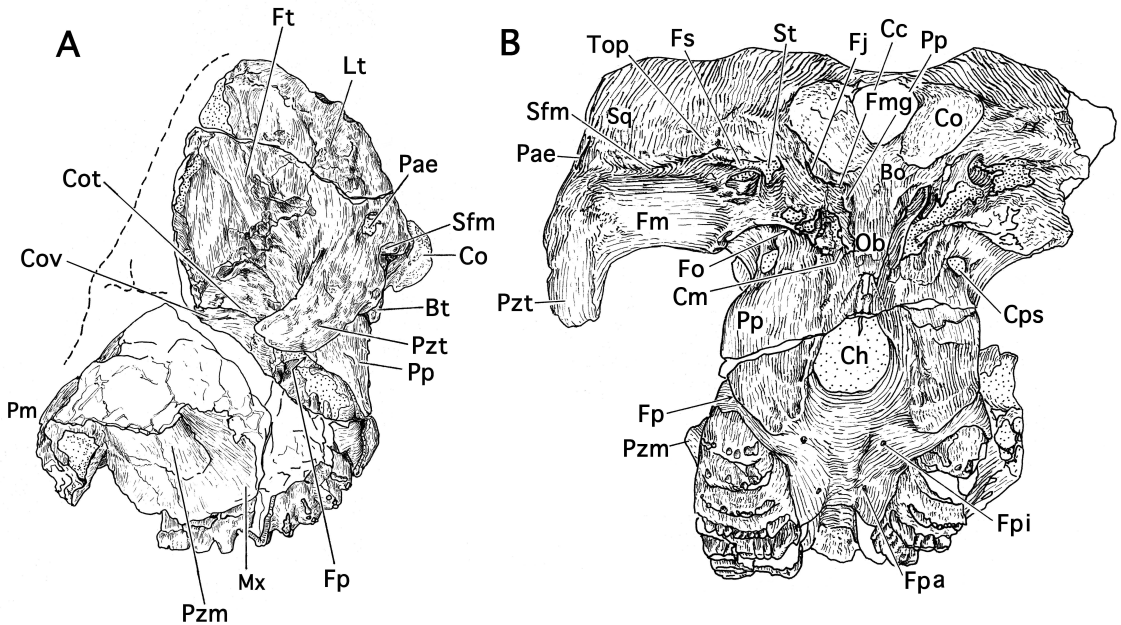 A
Ft
Lt
Pae
Cot
Sfm
Co
Cov
Bt
Pzt
Pp
Pm
Mx
Fp
Pzm
B
Top
Fs
St
Fj
Cc
Pp
Sfm
Sq
Fmg
Co
Pae
Bo
Fm
Ob
Fo
Cm
Pzt
Pp
Cps
Ch
Fp
Pzm
Fpi
Fpa